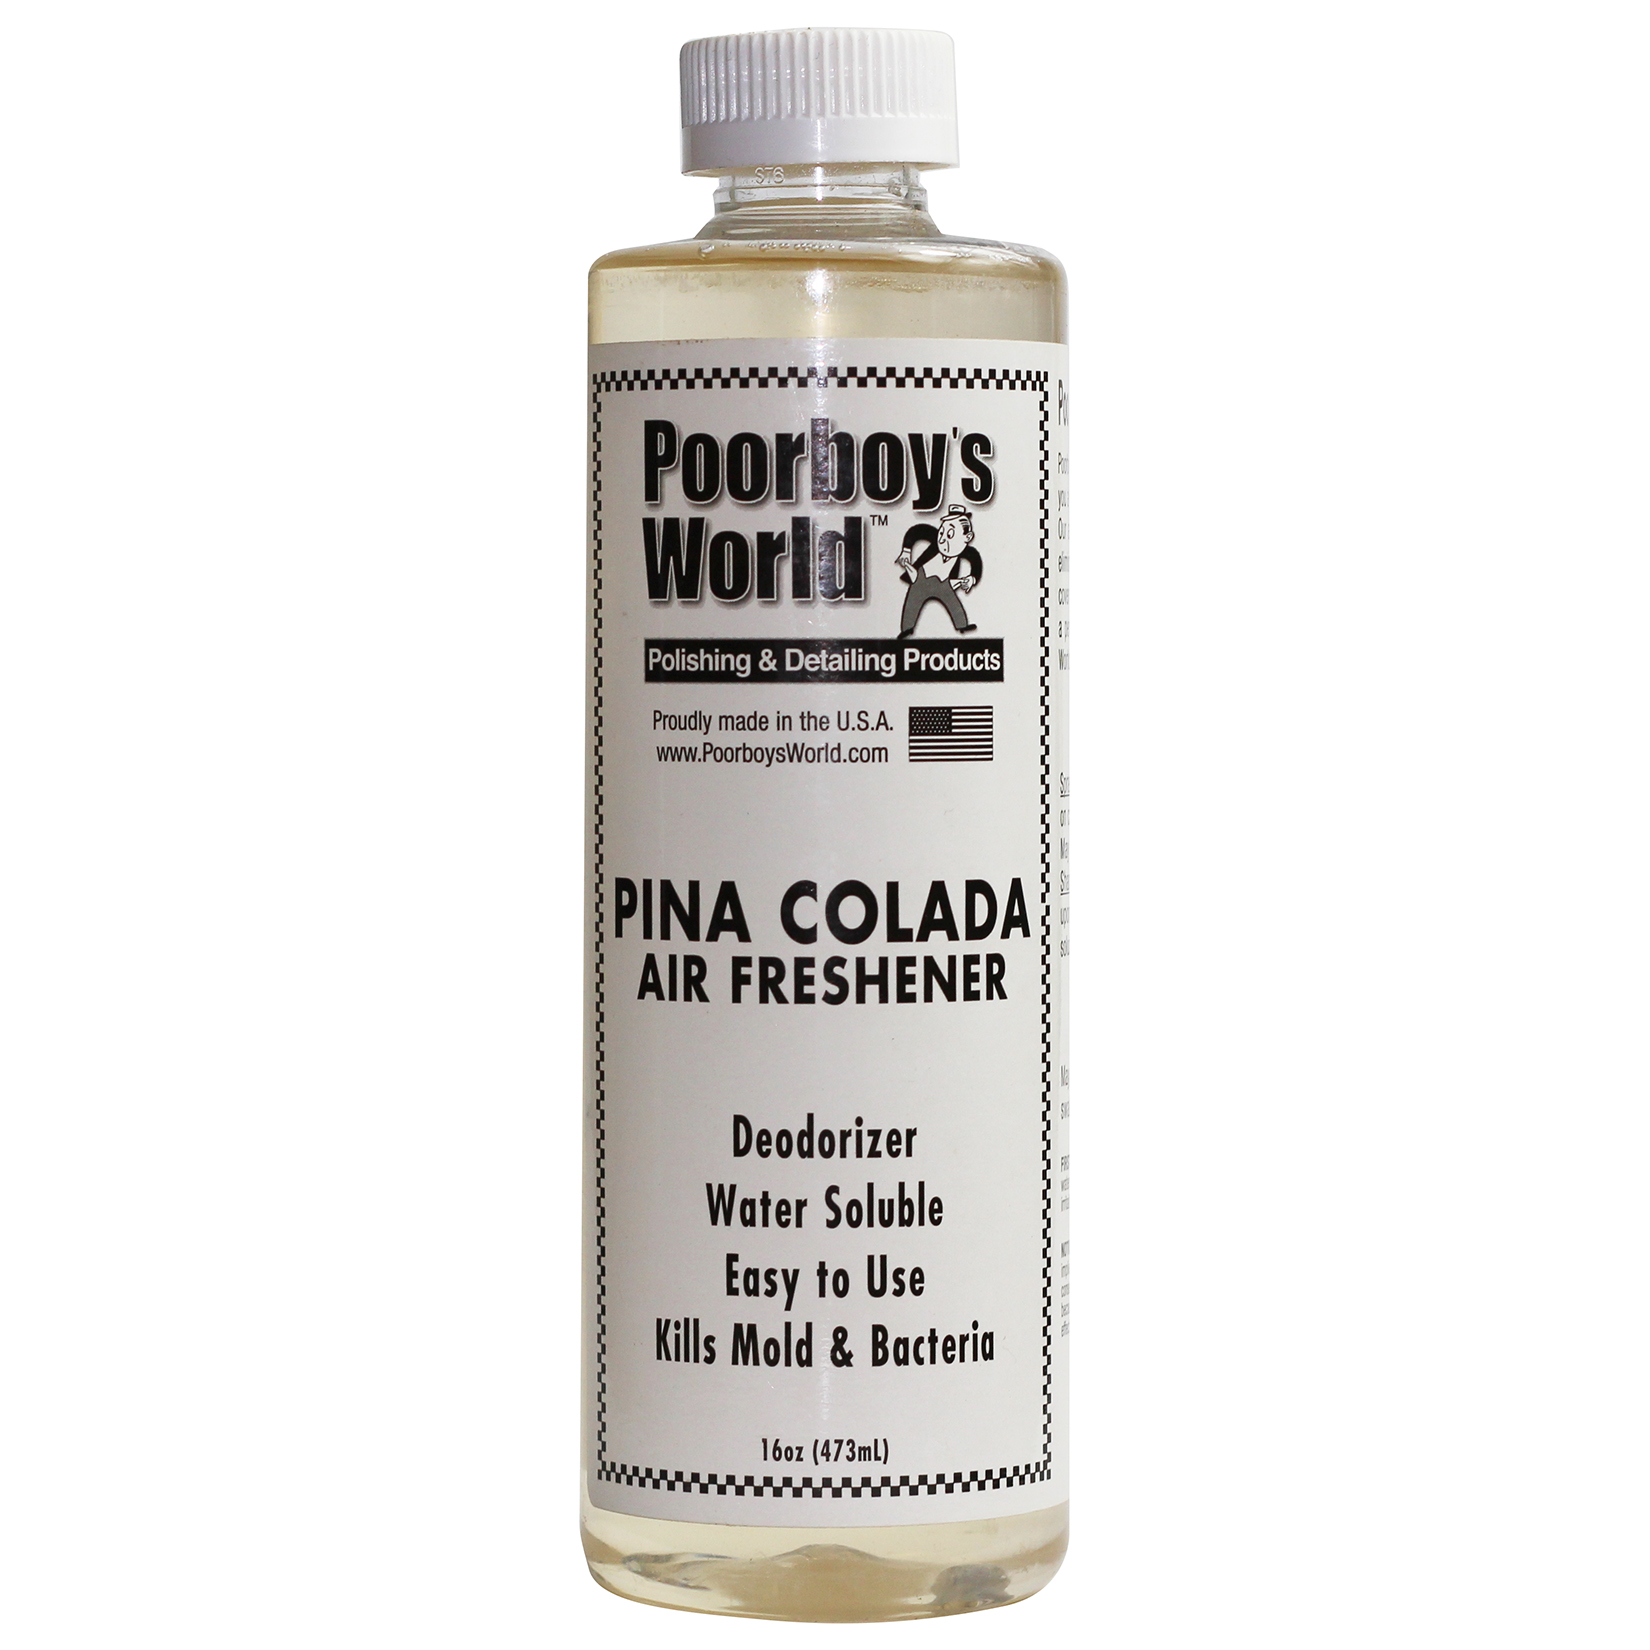 Poorboy's
World™
Polishing & Detailing Products
Proudly made in the U.S.A.
www.PoorboysWorld.com
PINA COLADA
AIR FRESHENER
Deodorizer
Water Soluble
Easy to Use
Kills Mold & Bacteria
16oz (473mL)